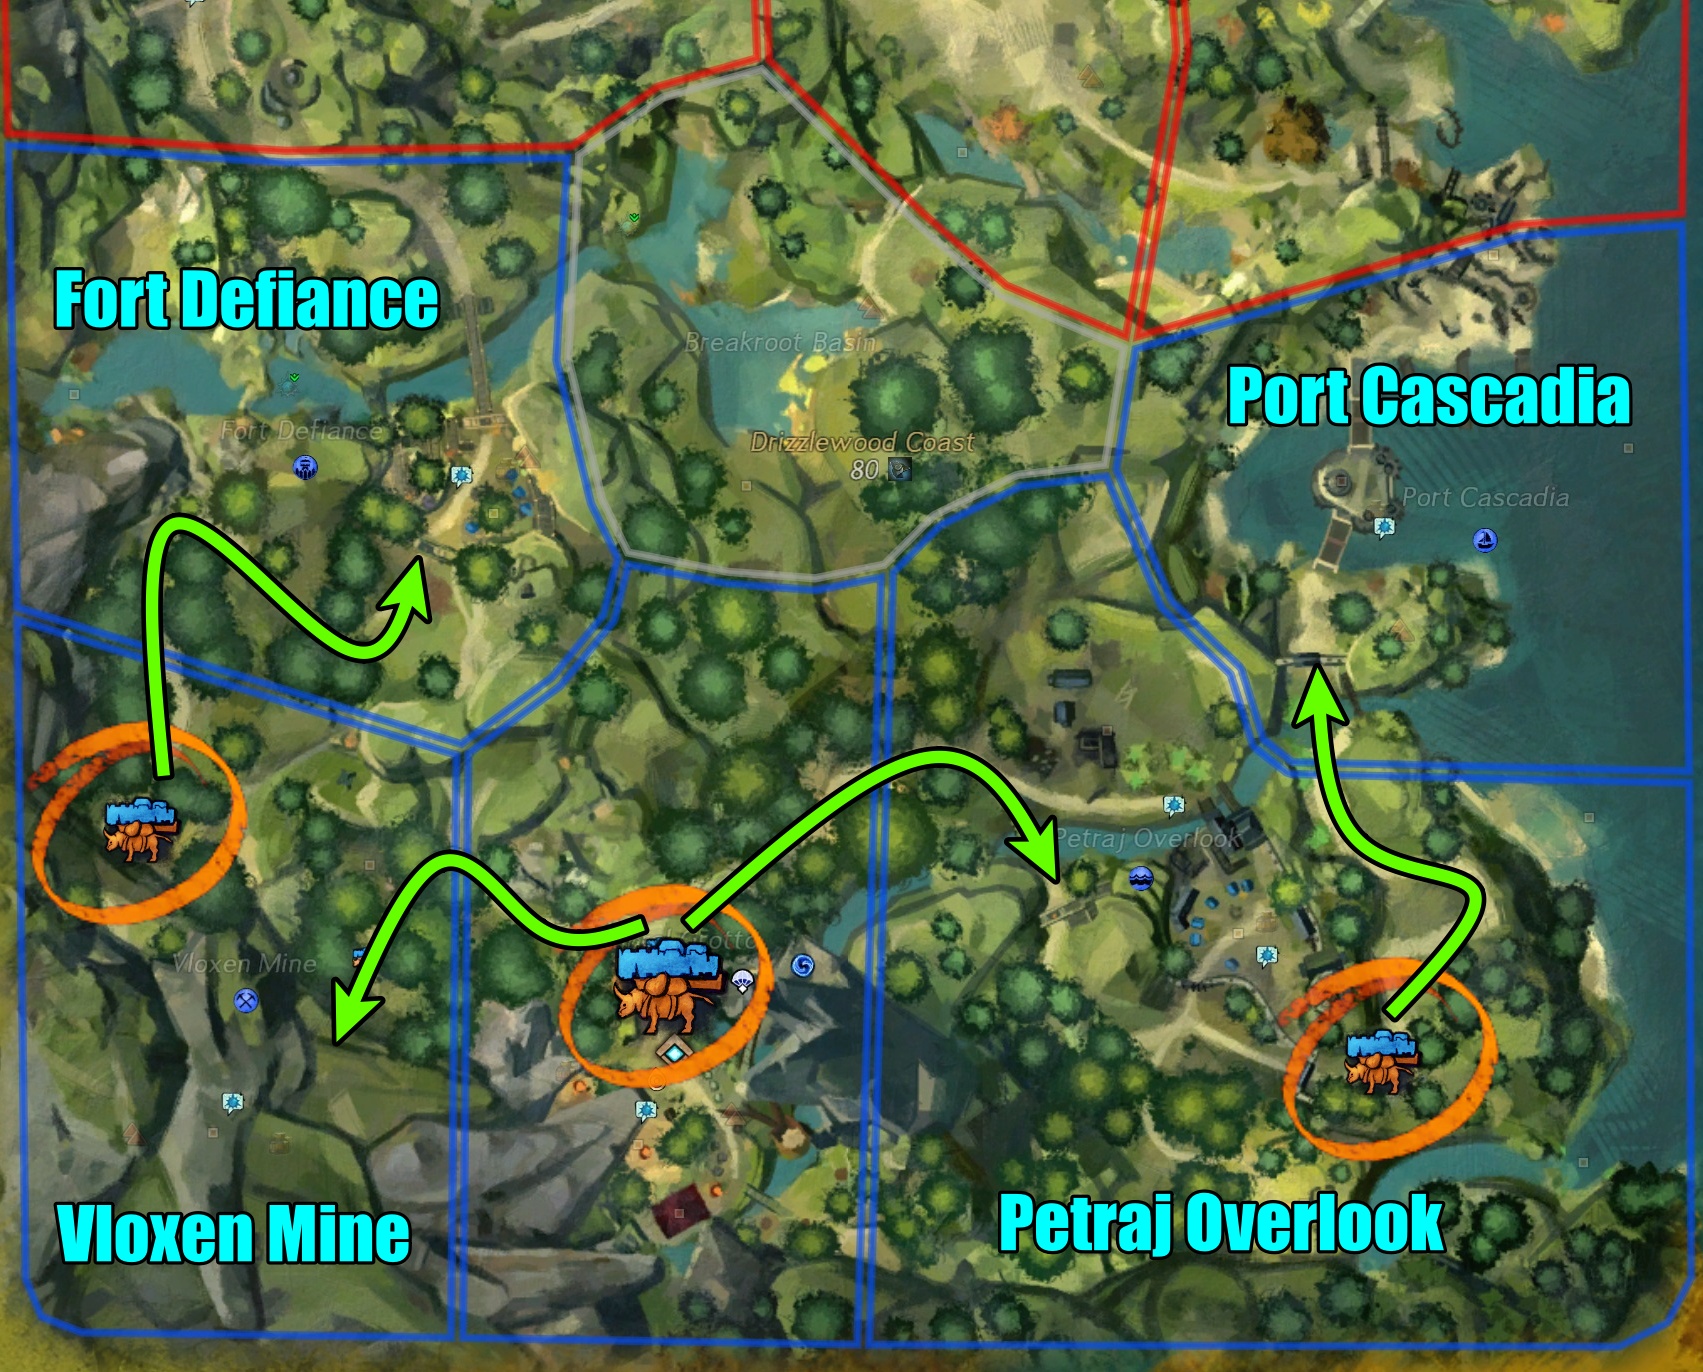 Fort Defiance
Breakroot Basin
Port Cascadia
Fort Defiance
Drizzlewood Coast
80
Port Cascadia
Petraj Overlook
Vloxen Mine
Vloxen Mine
Petraj Overlook